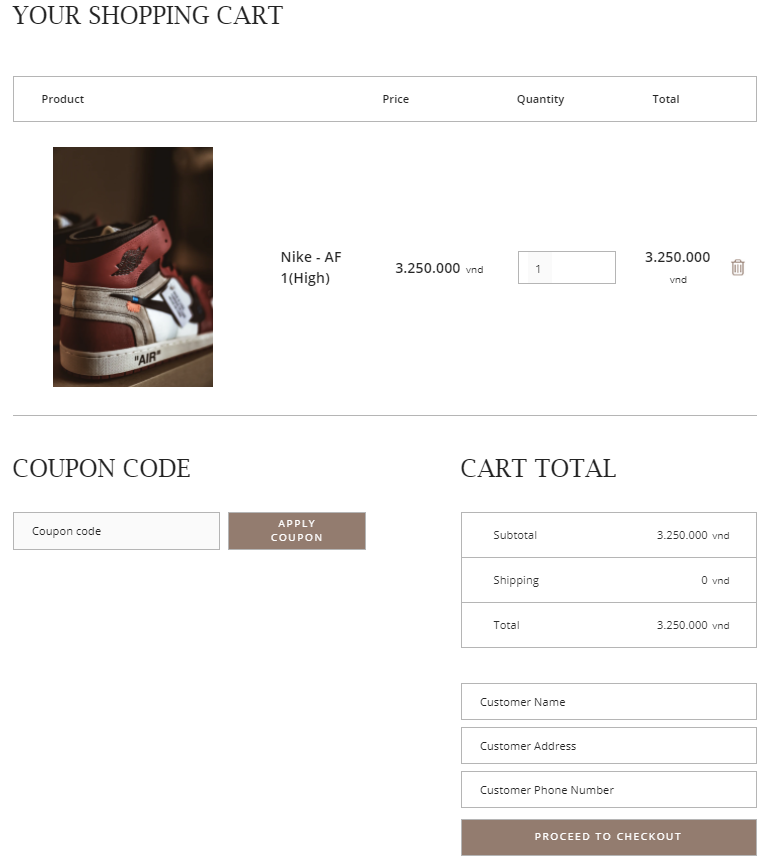 YOUR SHOPPING CART
Product Price Quantity Total
Nike - AF
1(High)
3.250.000 vnd
1
3.250.000
vnd
"AIR"
COUPON CODE
Coupon code
APPLY
COUPON
CART TOTAL
Subtotal 3.250.000 vnd
Shipping 0 vnd
Total 3.250.000 vnd
Customer Name
Customer Address
Customer Phone Number
PROCEED TO CHECKOUT